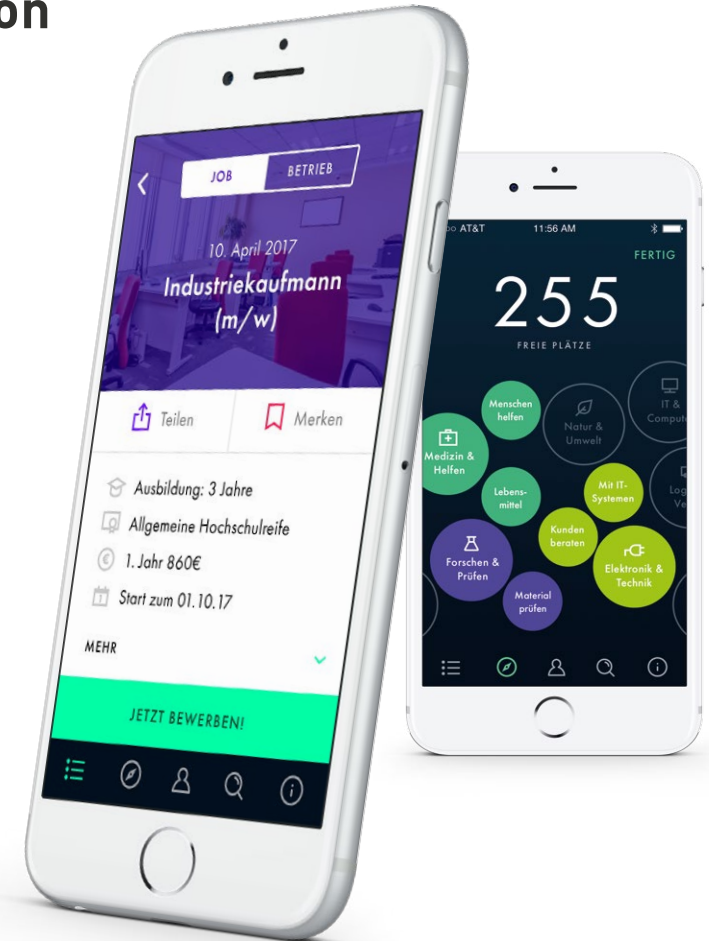 on
JOB
BETRIEB
10. April 2017
Industriekaufmann
(m/w)
Teilen
Merken
Ausbildung: 3 Jahre
Allgemeine Hochschulreife
1. Jahr 860€
Start zum 01.10.17
MEHR
JETZT BEWERBEN!
AT&T
11:56 AM
FERTIG
255
FREIE PLÄTZE
Menschen
helfen
Natur &
Umwelt
IT &
Medizin &
Helfen
Lebens-
mittel
Mit IT-
Systemen
Kunden
beraten
Forschen &
Prüfen
Elektronik &
Technik
Material
prüfen